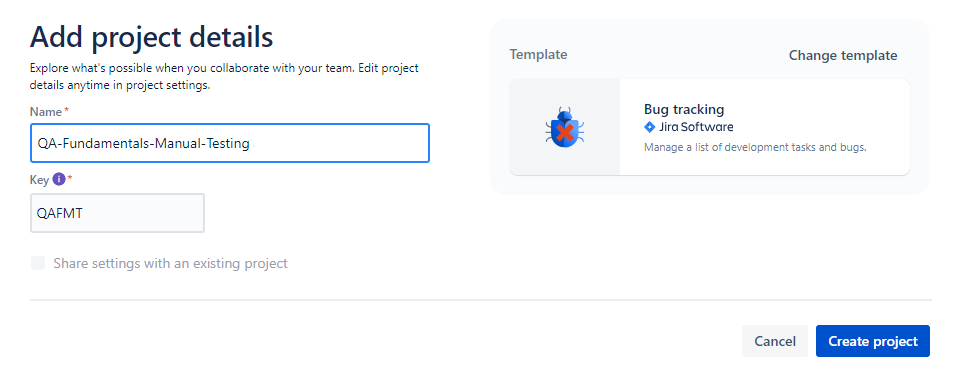 Add project details
Explore what's possible when you collaborate with your team. Edit project
details anytime in project settings.
Name *
QA-Fundamentals-Manual-Testing
Key *
QAFMT
Share settings with an existing project
Template
Change template
Bug tracking
Jira Software
Manage a list of development tasks and bugs.
Cancel
Create project